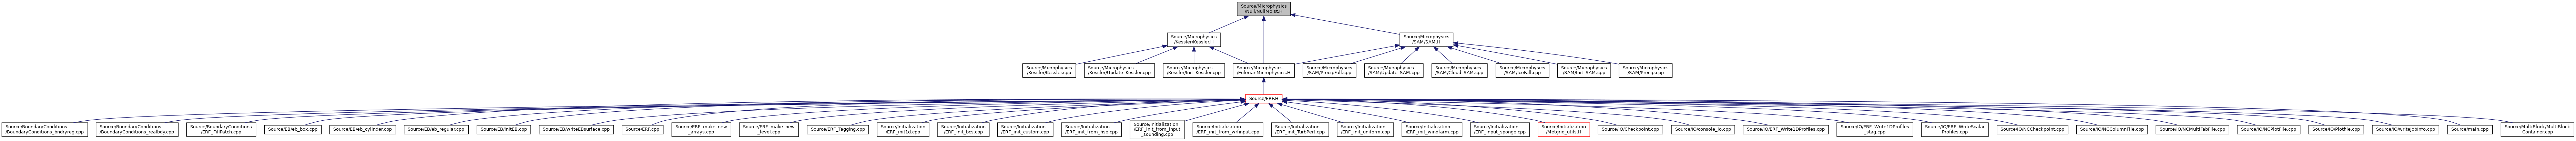 Source/Microphysics
/Null/NullMoist.H
Source/Microphysics
/Kessler/Kessler.H
Source/Microphysics
/SAM/SAM.H
Source/Microphysics
/Kessler/Kessler.cpp
Source/Microphysics
/Kessler/Update_Kessler.cpp
Source/Microphysics
/Kessler/Init_Kessler.cpp
Source/Microphysics
/EulerianMicrophysics.H
Source/Microphysics
/SAM/PrecipFall.cpp
Source/Microphysics
/SAM/Update_SAM.cpp
Source/Microphysics
/SAM/Cloud_SAM.cpp
Source/Microphysics
/SAM/IceFall.cpp
Source/Microphysics
/SAM/Init_SAM.cpp
Source/Microphysics
/SAM/Precip.cpp
Source/ERF.H
Source/BoundaryConditions
/BoundaryConditions_bndryreg.cpp
Source/BoundaryConditions
/BoundaryConditions_realbdy.cpp
Source/BoundaryConditions
/ERF_FillPatch.cpp
Source/EB/eb_box.cpp
Source/EB/eb_cylinder.cpp
Source/EB/eb_regular.cpp
Source/EB/initEB.cpp
Source/EB/writeEBsurface.cpp
Source/ERF.cpp
Source/ERF_make_new
_arrays.cpp
Source/ERF_make_new
_level.cpp
Source/ERF_Tagging.cpp
Source/Initialization
/ERF_init1d.cpp
Source/Initialization
/ERF_init_bcs.cpp
Source/Initialization
/ERF_init_custom.cpp
Source/Initialization
/ERF_init_from_hse.cpp
Source/Initialization
/ERF_init_from_input
_sounding.cpp
Source/Initialization
/ERF_init_from_wrfinput.cpp
Source/Initialization
/ERF_init_TurbPert.cpp
Source/Initialization
/ERF_init_uniform.cpp
Source/Initialization
/ERF_init_windfarm.cpp
Source/Initialization
/ERF_input_sponge.cpp
Source/Initialization
/Metgrid_utils.H
Source/IO/Checkpoint.cpp
Source/IO/console_io.cpp
Source/IO/ERF_Write1DProfiles.cpp
Source/IO/ERF_Write1DProfiles
_stag.cpp
Source/IO/ERF_WriteScalar
Profiles.cpp
Source/IO/NCCheckpoint.cpp
Source/IO/NCColumnFile.cpp
Source/IO/NCMultiFabFile.cpp
Source/IO/NCPlotFile.cpp
Source/IO/Plotfile.cpp
Source/IO/writeJobInfo.cpp
Source/main.cpp
Source/MultiBlock/MultiBlock
Container.cpp